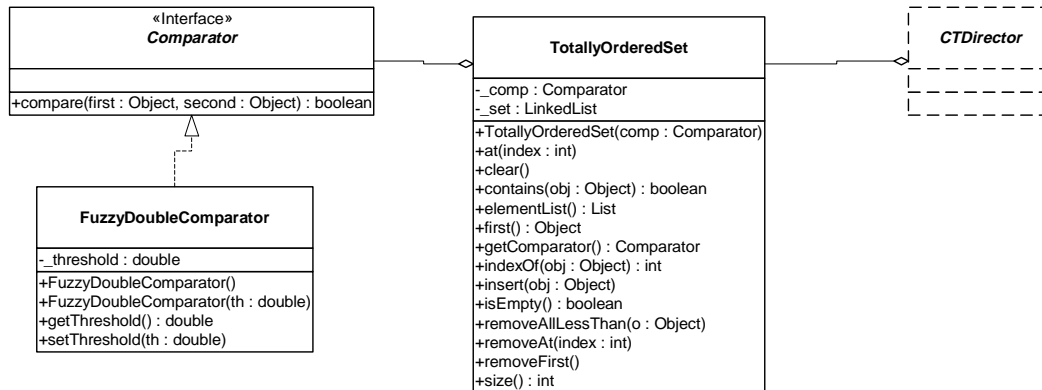 «Interface»
Comparator
+compare(first : Object, second : Object) : boolean
FuzzyDoubleComparator
-_threshold : double
+FuzzyDoubleComparator()
+FuzzyDoubleComparator(th : double)
+getThreshold() : double
+setThreshold(th : double)
TotallyOrderedSet
-_comp : Comparator
-_set : LinkedList
+TotallyOrderedSet(comp : Comparator)
+at(index : int)
+clear()
+contains(obj : Object) : boolean
+elementList() : List
+first() : Object
+getComparator() : Comparator
+indexOf(obj : Object) : int
+insert(obj : Object)
+isEmpty() : boolean
+removeAllLessThan(o : Object)
+removeAt(index : int)
+removeFirst()
+size() : int
CTDirector